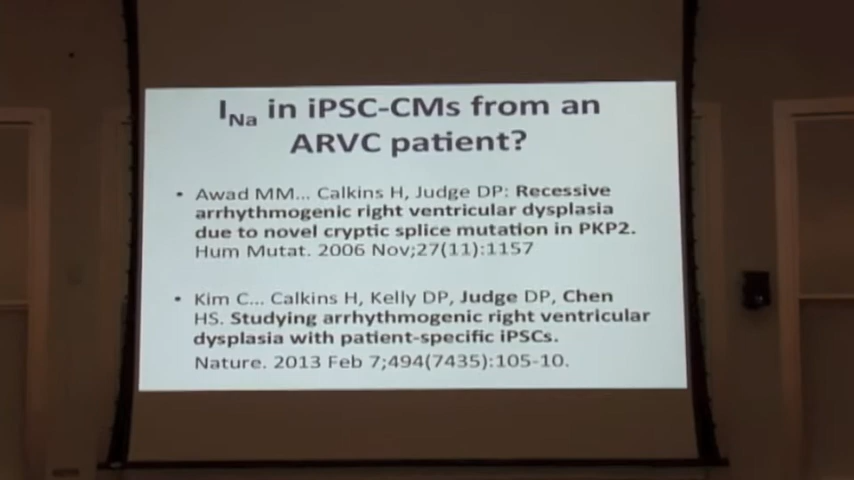 I_Na in iPSC-CMs from an
ARVC patient?
• Awad MM... Calkins H, Judge DP: Recessive
arrhythmogenic right ventricular dysplasia
due to novel cryptic splice mutation in PKP2.
Hum Mutat. 2006 Nov;27(11):1157
• Kim C... Calkins H, Kelly DP, Judge DP, Chen
HS. Studying arrhythmogenic right ventricular
dysplasia with patient-specific iPSCs.
Nature. 2013 Feb 7;494(7435):105-10.